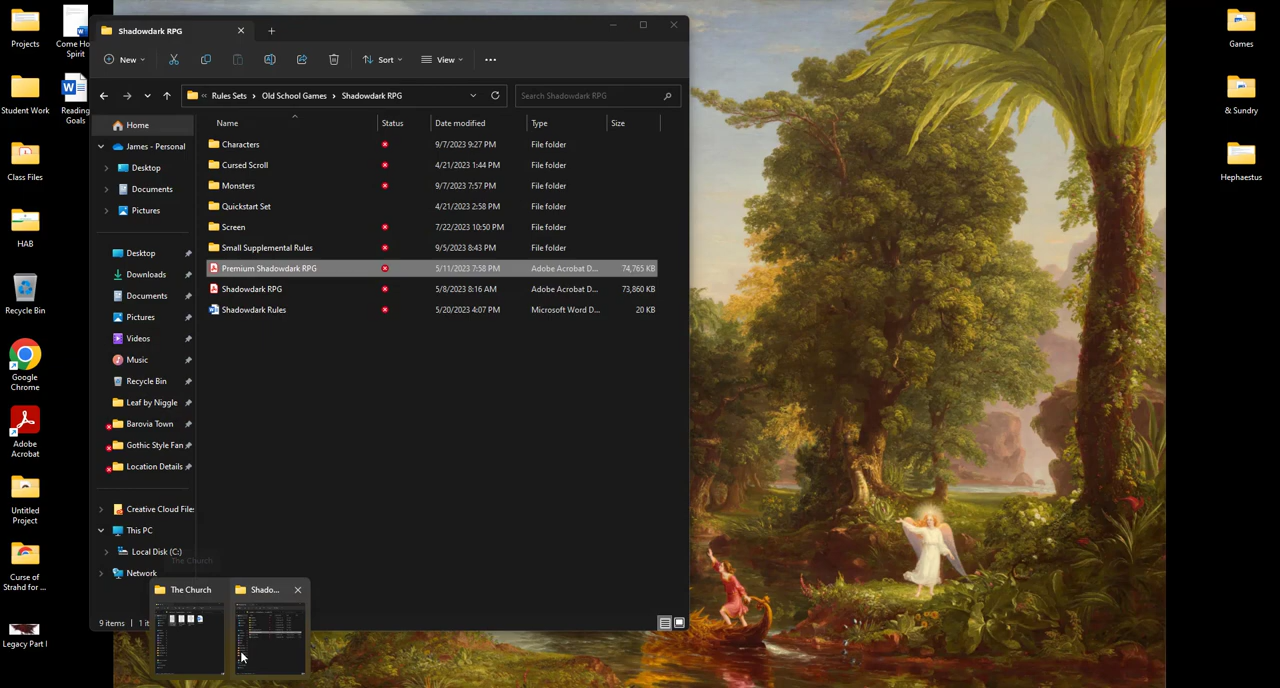 Projects
Come Ho
Spirit
Student Work
Reading
Goals
Class Files
HAB
Recycle Bin
Google
Chrome
Adobe
Acrobat
Untitled
Project
Curse of
Strahd for ...
Legacy Part I
Shadowdark RPG
New
Sort
View
Rules Sets
Old School Games
Shadowdark RPG
Search Shadowdark RPG
Home
James - Personal
Desktop
Documents
Pictures
Desktop
Downloads
Documents
Pictures
Videos
Music
Recycle Bin
Leaf by Niggle
Barovia Town
Gothic Style Fan
Location Details
Creative Cloud File
This PC
Local Disk (C:)
Network
Name Status Date modified Type Size
Characters 9/7/2023 9:27 PM File folder
Cursed Scroll 4/21/2023 1:44 PM File folder
Monsters 9/7/2023 7:57 PM File folder
Quickstart Set 4/21/2023 2:58 PM File folder
Screen 7/22/2023 10:50 PM File folder
Small Supplemental Rules 9/5/2023 8:43 PM File folder
Premium Shadowdark RPG 5/11/2023 7:58 PM Adobe Acrobat D... 74,765 KB
Shadowdark RPG 5/8/2023 8:16 AM Adobe Acrobat D... 73,860 KB
Shadowdark Rules 5/20/2023 4:07 PM Microsoft Word D... 20 KB
The Church
The Church
Shado...
9 items
1 it
Games
& Sundry
Hephaestus